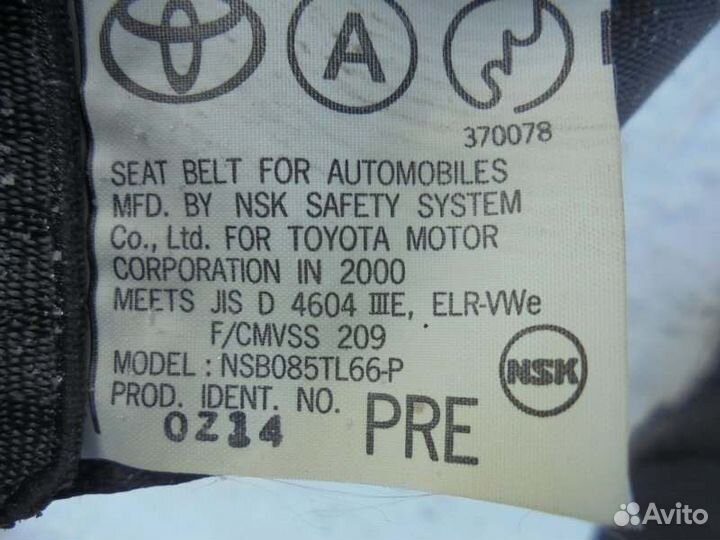 A
370078
SEAT BELT FOR AUTOMOBILES
MFD. BY NSK SAFETY SYSTEM
Co., Ltd. FOR TOYOTA MOTOR
CORPORATION IN 2000
MEETS JIS D 4604 ⅢE, ELR-VWe
F/CMVSS 209
MODEL : NSB085TL66-P
NSK
PROD. IDENT. NO.
0Z14
PRE
Avito